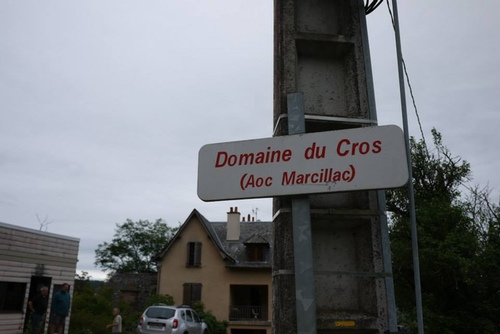 Domaine du Cros
(Aoc Marcillac)